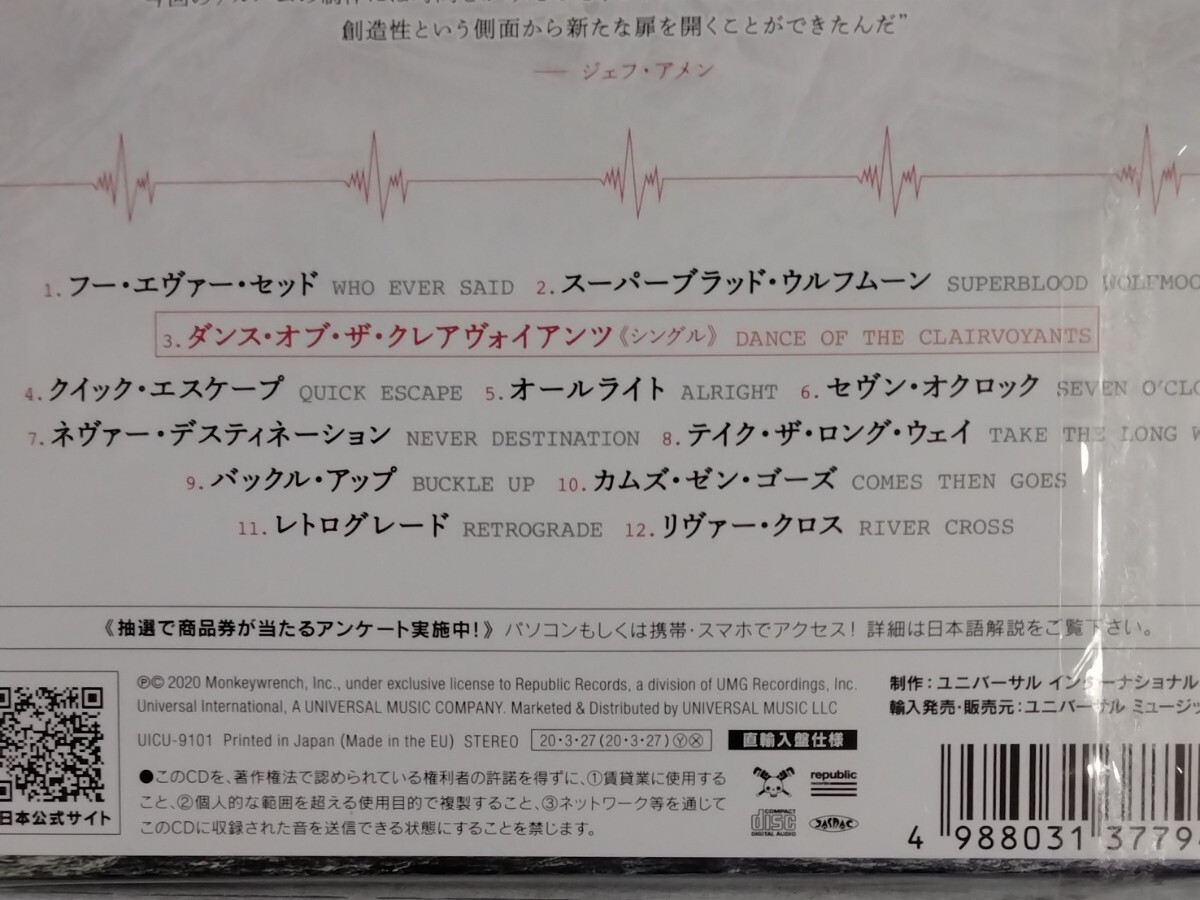 創造性という側面から新たな扉を開くことができたんだ”
── ジェフ・アメン
1. フー・エヴァー・セッド WHO EVER SAID 2. スーパーブラッド・ウルフムーン SUPERBLOOD WOLFMOO
3. ダンス・オブ・ザ・クレアヴォイアンツ《シングル》 DANCE OF THE CLAIRVOYANTS
4. クイック・エスケープ QUICK ESCAPE 5. オールライト ALRIGHT 6. セヴン・オクロック SEVEN O'CLO
7. ネヴァー・デスティネーション NEVER DESTINATION 8. テイク・ザ・ロング・ウェイ TAKE THE LONG W
9. バックル・アップ BUCKLE UP 10. カムズ・ゼン・ゴーズ COMES THEN GOES
11. レトログレード RETROGRADE 12. リヴァー・クロス RIVER CROSS
《抽選で商品券が当たるアンケート実施中!》 パソコンもしくは携帯・スマホでアクセス! 詳細は日本語解説をご覧下さい。
℗© 2020 Monkeywrench, Inc., under exclusive license to Republic Records, a division of UMG Recordings, Inc.
Universal International, A UNIVERSAL MUSIC COMPANY. Marketed & Distributed by UNIVERSAL MUSIC LLC
UICU-9101 Printed in Japan (Made in the EU) STEREO 20・3・27(20・3・27)Ⓨⓧ 直輸入盤仕様
●このCDを、著作権法で認められている権利者の許諾を得ずに、①賃貸業に使用する
こと、②個人的な範囲を超える使用目的で複製すること、③ネットワーク等を通じて
このCDに収録された音を送信できる状態にすることを禁じます。
日本公式サイト
republic
COMPACT disc DIGITAL AUDIO
JASRAC
制作:ユニバーサル インターナショナル
輸入発売・販売元:ユニバーサル ミュージッ
4 988031 3779